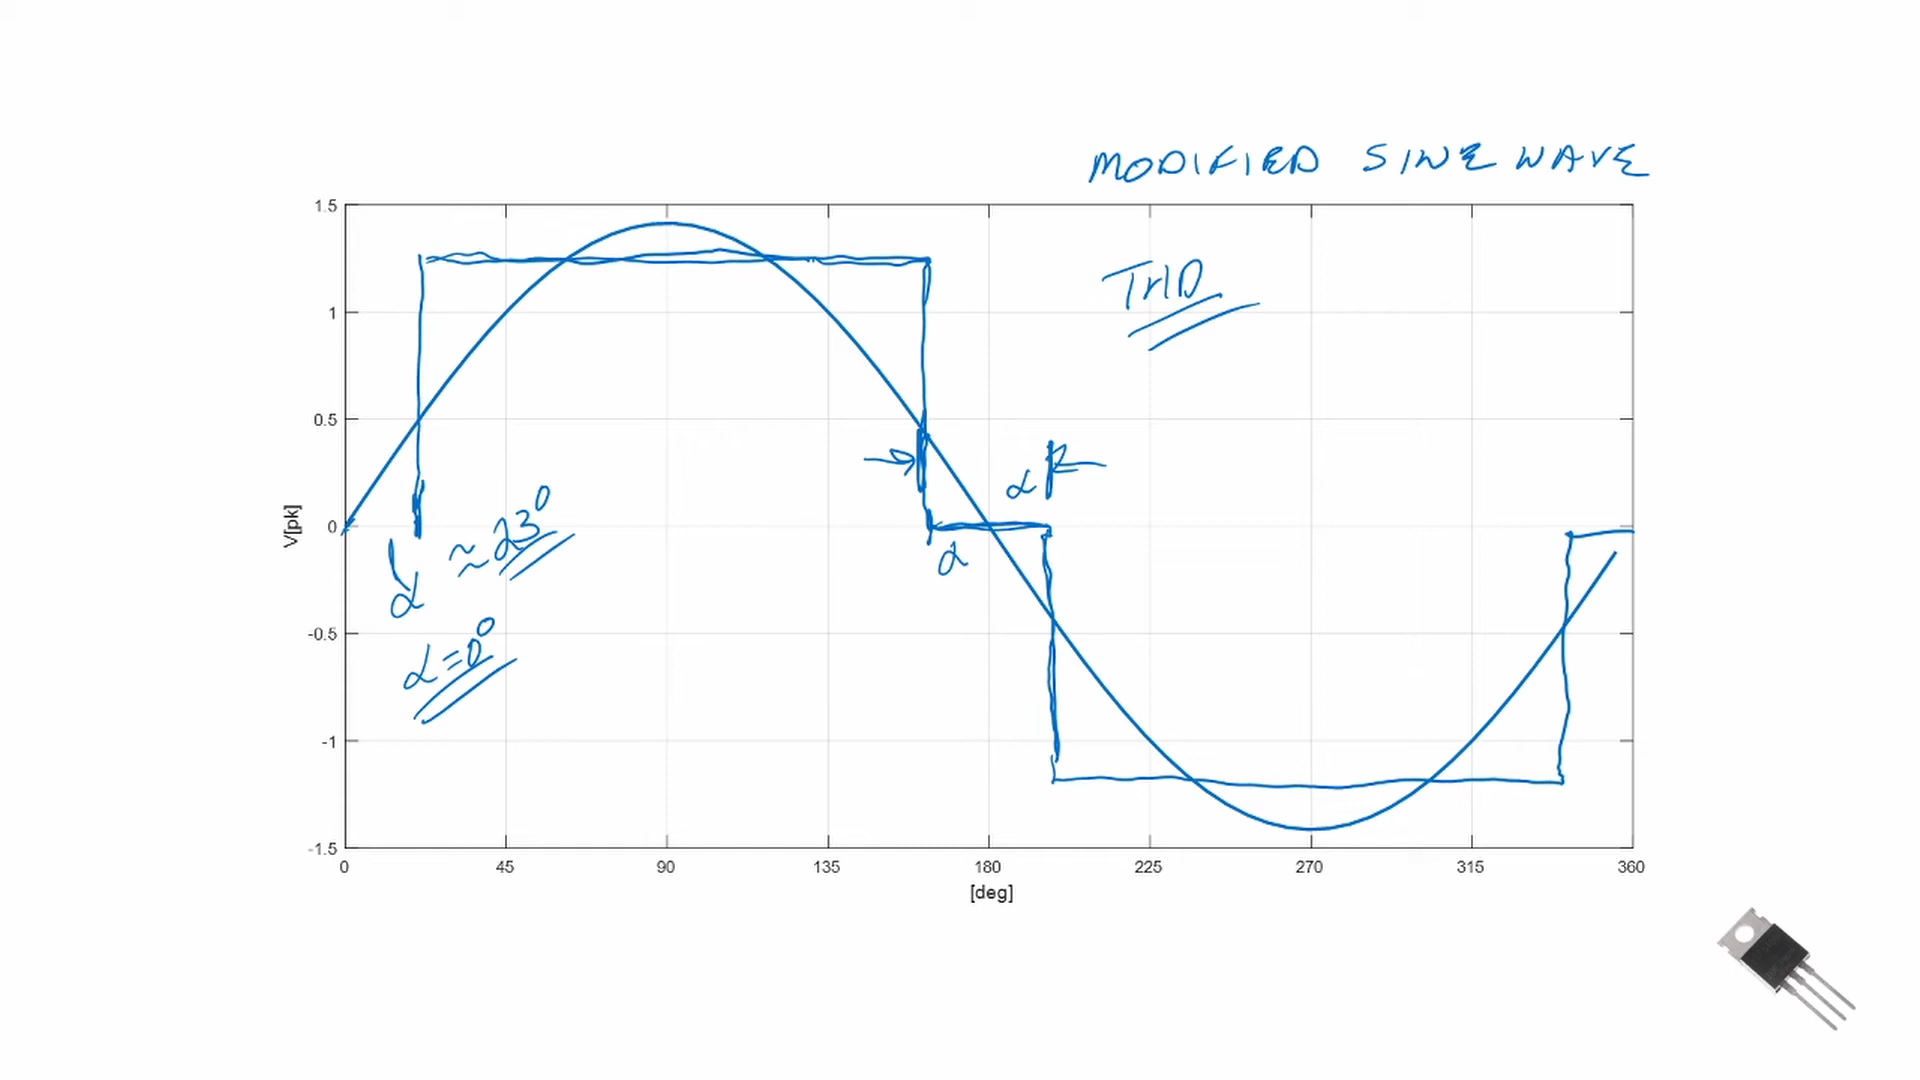 MODIFIED SINE WAVE
1.5
THD
1
0.5
α
V[pk]
0
α ≈ 23°
α
α = 0°
-0.5
-1
-1.5
0 45 90 135 180 225 270 315 360
[deg]